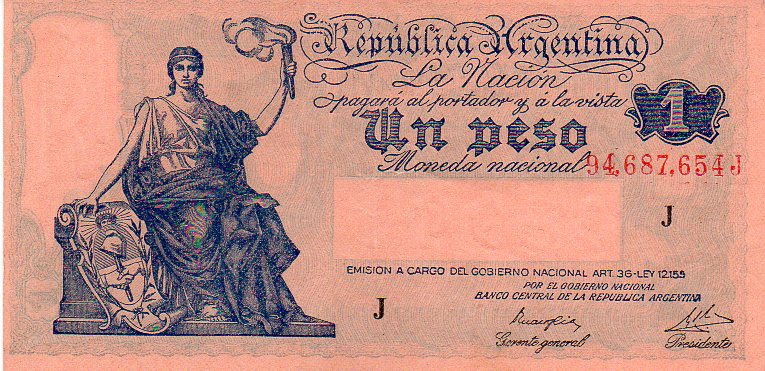 República Argentina
La Nación
pagará al portador y á la vista
Un peso
1
Moneda nacional
94,687,654 J
J
EMISION A CARGO DEL GOBIERNO NACIONAL ART. 36-LEY 12.155
POR EL GOBIERNO NACIONAL
BANCO CENTRAL DE LA REPUBLICA ARGENTINA
J
Gerente general
Presidente